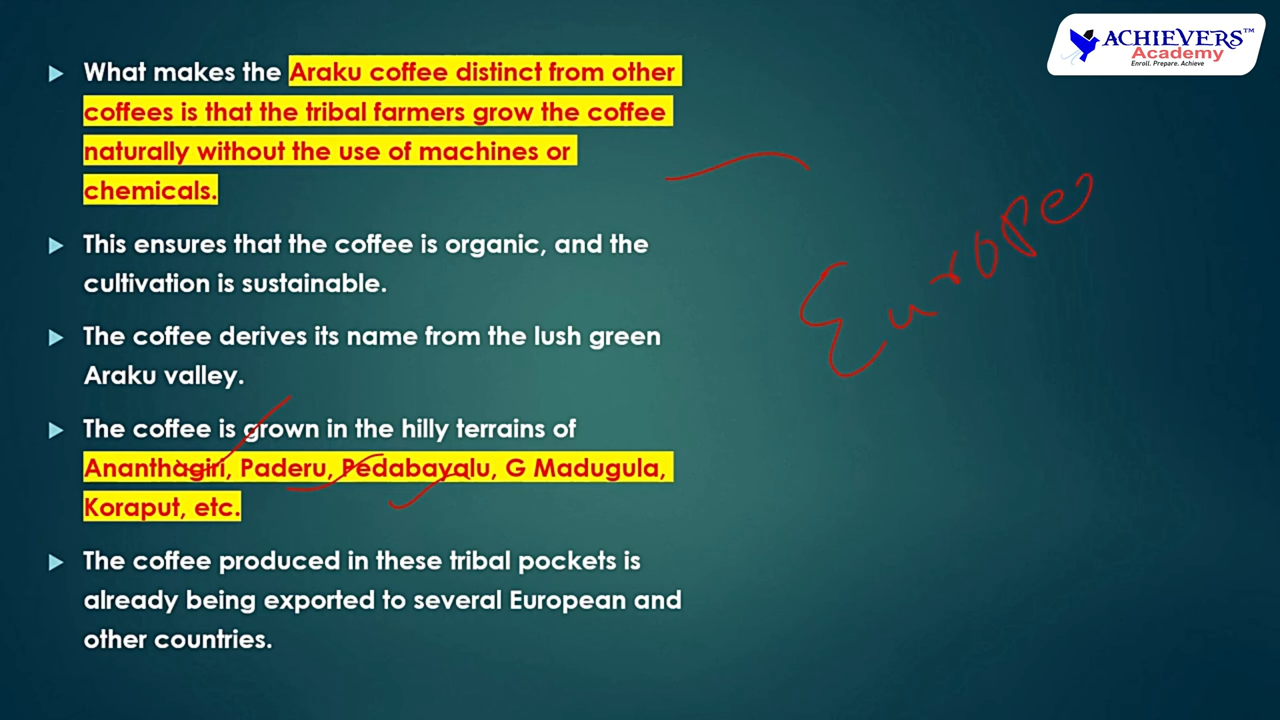 ACHIEVERS™
Academy
Enroll. Prepare. Achieve
What makes the Araku coffee distinct from other
coffees is that the tribal farmers grow the coffee
naturally without the use of machines or
chemicals.
This ensures that the coffee is organic, and the
cultivation is sustainable.
The coffee derives its name from the lush green
Araku valley.
The coffee is grown in the hilly terrains of
Ananthagiri, Paderu, Pedabayalu, G Madugula,
Koraput, etc.
The coffee produced in these tribal pockets is
already being exported to several European and
other countries.
Europe